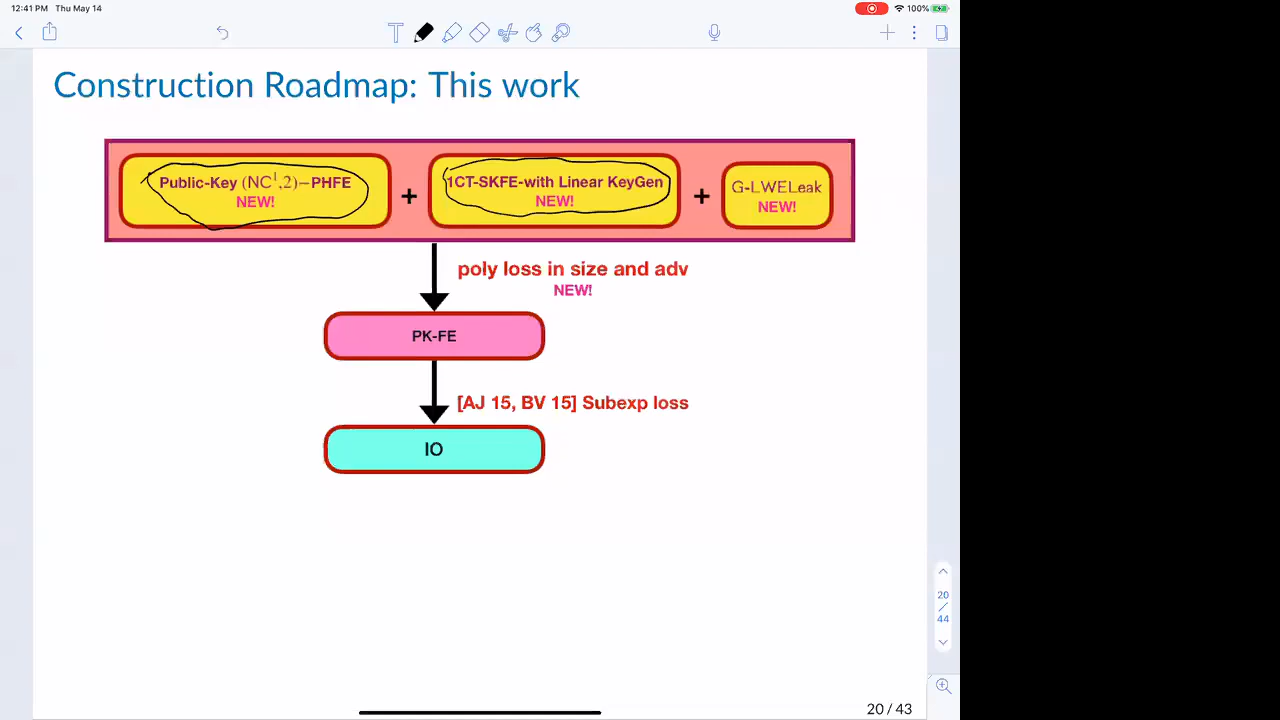 12:41 PM Thu May 14
100%
Construction Roadmap: This work
Public-Key (NC¹,2)−PHFE
NEW!
+
1CT-SKFE-with Linear KeyGen
NEW!
+
G-LWELeak
NEW!
poly loss in size and adv
NEW!
PK-FE
[AJ 15, BV 15] Subexp loss
IO
20
/
44
20 / 43